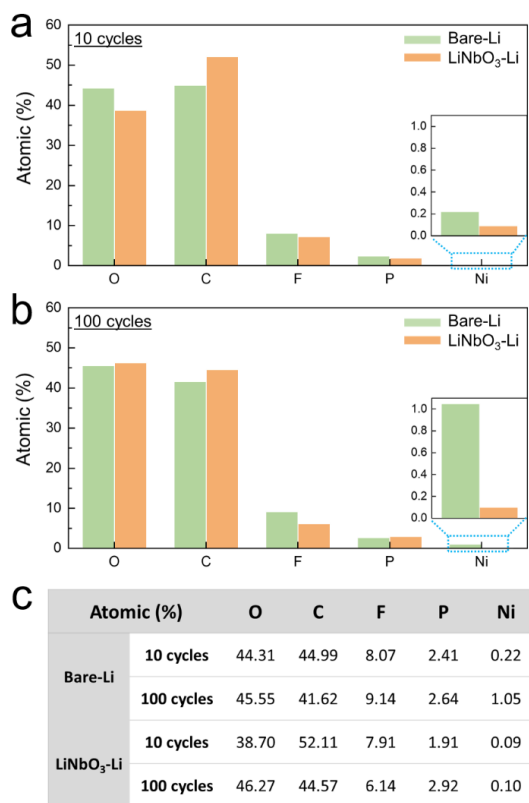 a
10 cycles
Bare-Li
LiNbO₃-Li
Atomic (%)
60
50
40
30
20
10
0
1.0
0.8
0.6
0.4
0.2
0.0
O C F P Ni
b
100 cycles
Bare-Li
LiNbO₃-Li
Atomic (%)
60
50
40
30
20
10
0
1.0
0.8
0.6
0.4
0.2
0.0
O C F P Ni
c
Atomic (%) O C F P Ni
Bare-Li
10 cycles 44.31 44.99 8.07 2.41 0.22
100 cycles 45.55 41.62 9.14 2.64 1.05
LiNbO₃-Li
10 cycles 38.70 52.11 7.91 1.91 0.09
100 cycles 46.27 44.57 6.14 2.92 0.10